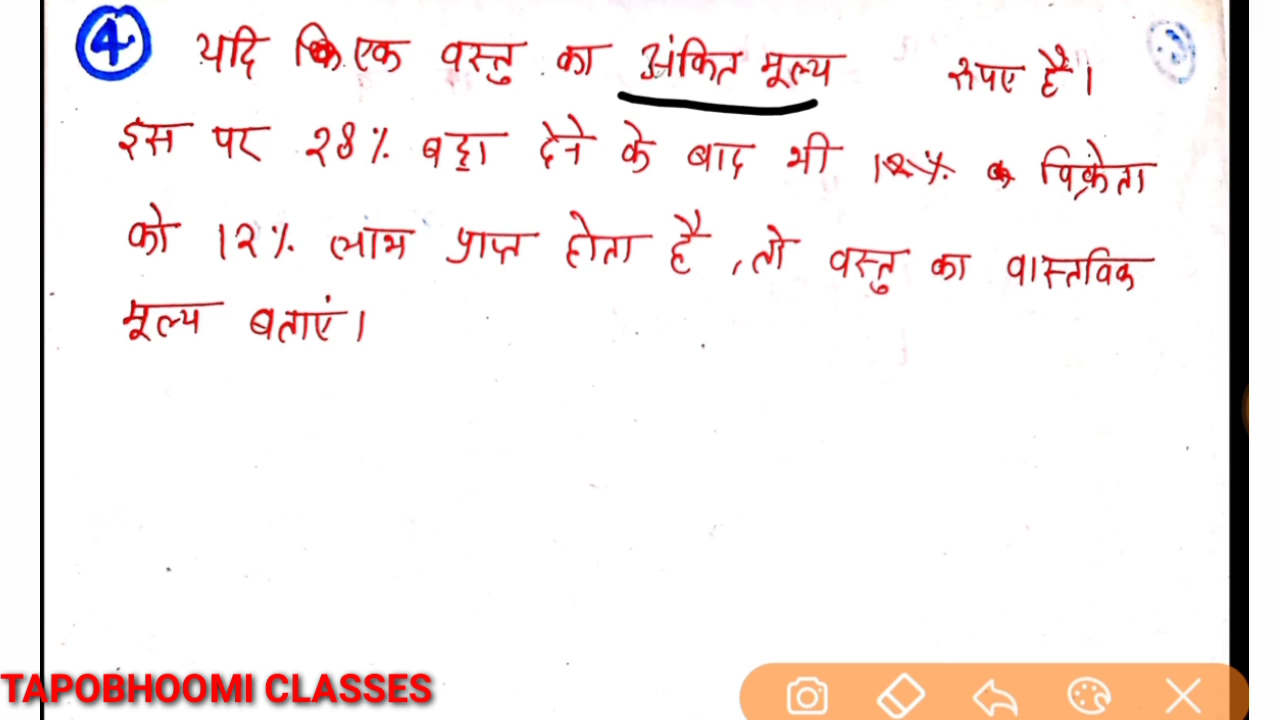 4 यदि एक वस्तु का अंकित मूल्य रुपए है।
इस पर 28% बट्टा देने के बाद भी 12% विक्रेता
को 12% लाभ प्राप्त होता है, तो वस्तु का वास्तविक
मूल्य बताएं।
TAPOBHOOMI CLASSES